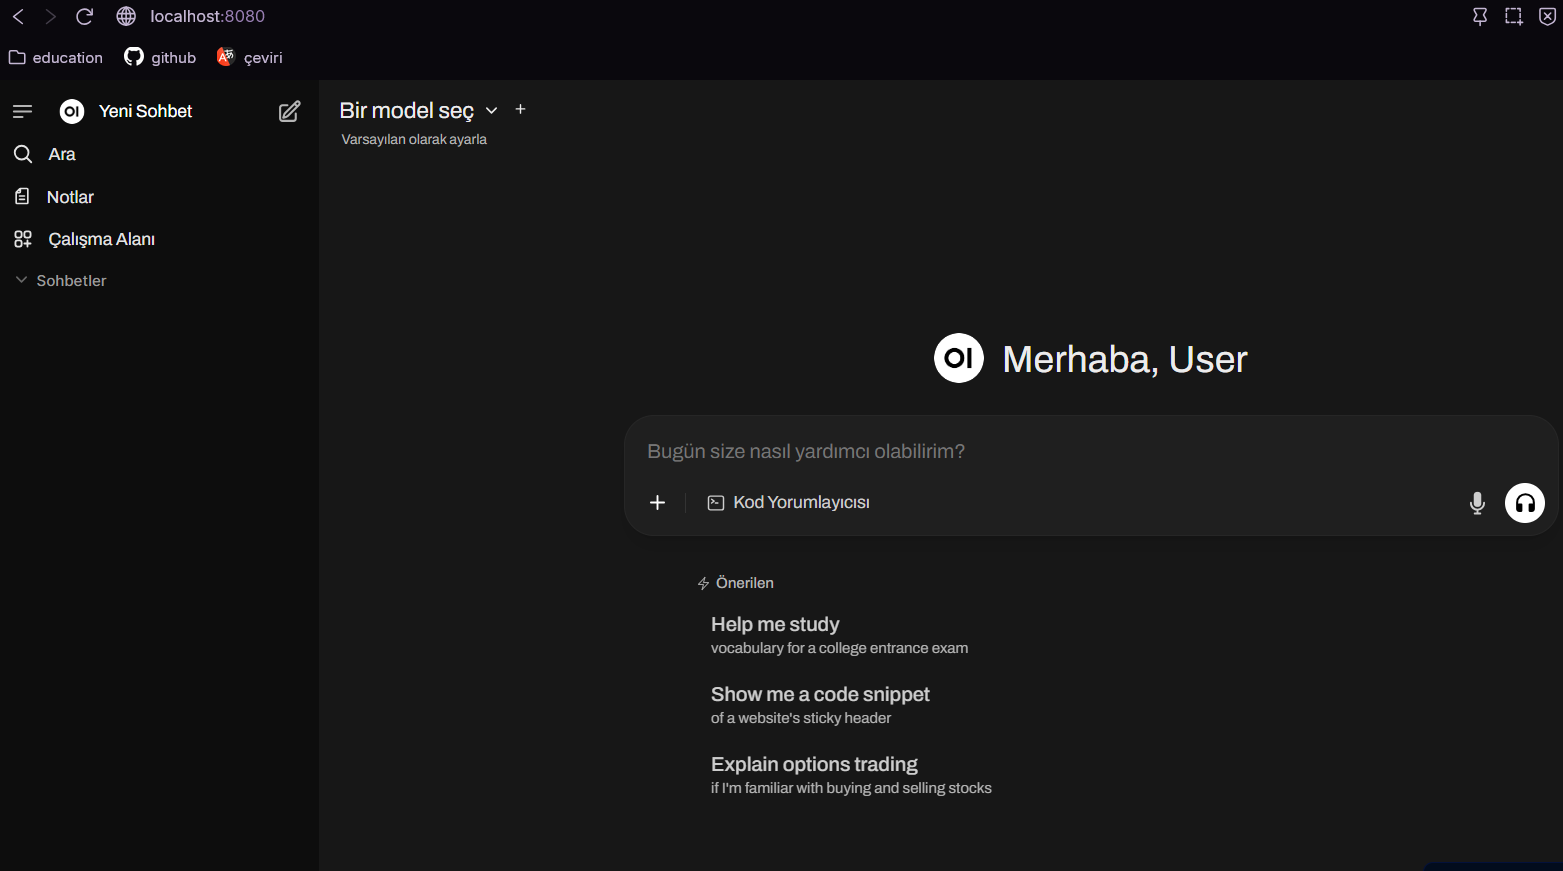 localhost:8080
education github çeviri
Yeni Sohbet
Ara
Notlar
Çalışma Alanı
Sohbetler
Bir model seç
Varsayılan olarak ayarla
OI Merhaba, User
Bugün size nasıl yardımcı olabilirim?
Kod Yorumlayıcısı
Önerilen
Help me study
vocabulary for a college entrance exam
Show me a code snippet
of a website's sticky header
Explain options trading
if I'm familiar with buying and selling stocks